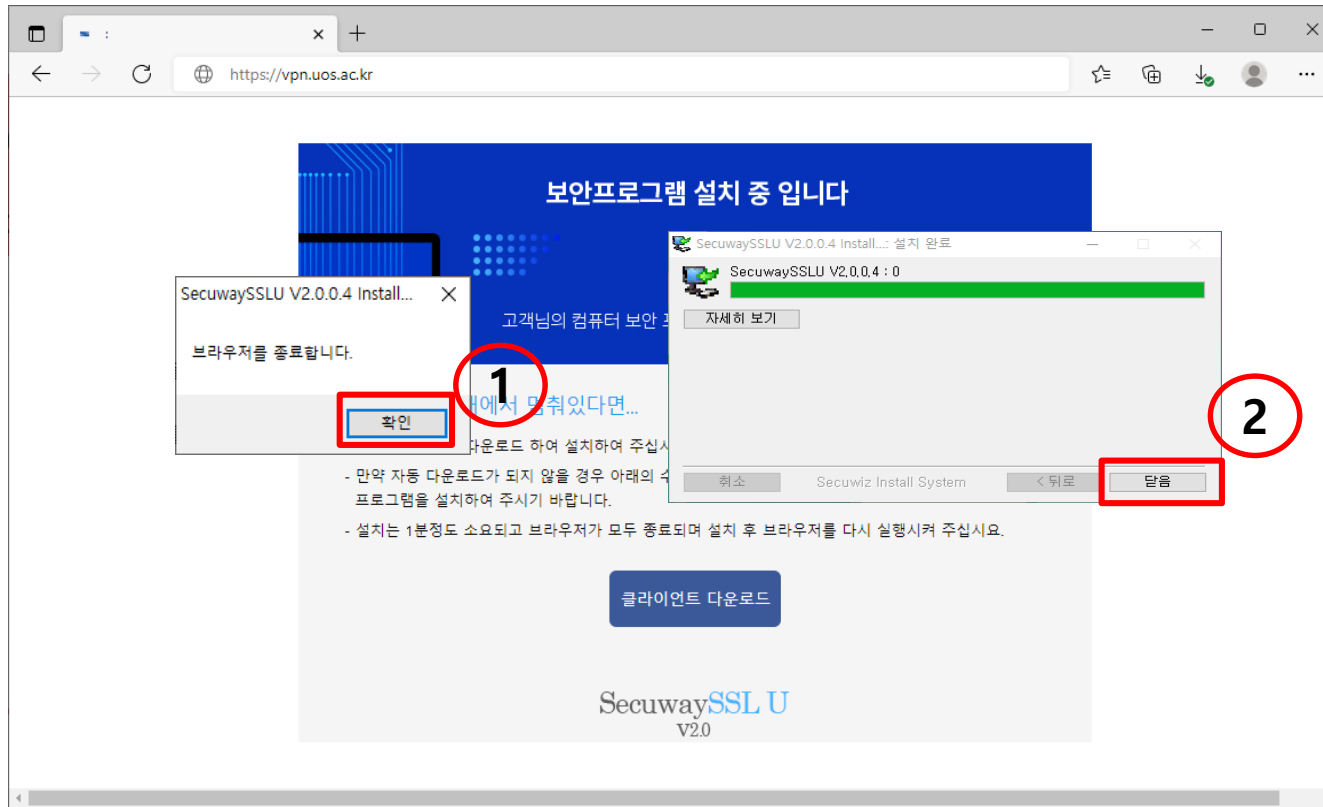 :
https://vpn.uos.ac.kr
보안프로그램 설치 중 입니다
고객님의 컴퓨터 보안
SecuwaySSLU V2.0.0.4 Install...
브라우저를 종료합니다.
확인
1
SecuwaySSLU V2.0.0.4 Install...: 설치 완료
SecuwaySSLU V2,0,0,4 : 0
자세히 보기
취소
Secuwiz Install System
< 뒤로
닫음
2
멈춰있다면...
다운로드 하여 설치하여 주십시
- 만약 자동 다운로드가 되지 않을 경우 아래의
프로그램을 설치하여 주시기 바랍니다.
- 설치는 1분정도 소요되고 브라우저가 모두 종료되며 설치 후 브라우저를 다시 실행시켜 주십시요.
클라이언트 다운로드
SecuwaySSL U
V2.0